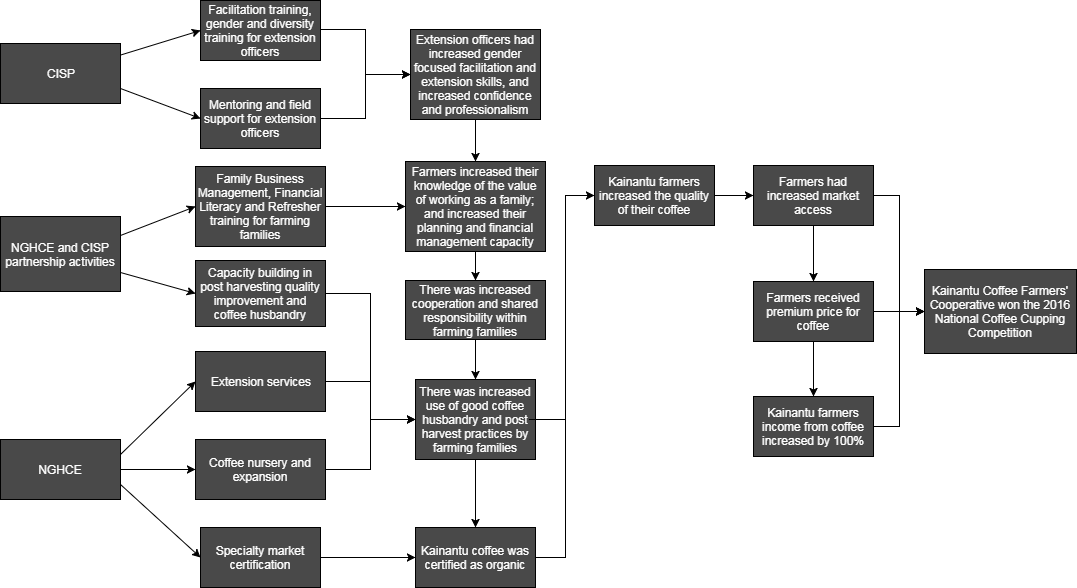 Facilitation training,
gender and diversity
training for extension
officers
CISP
Mentoring and field
support for extension
officers
Extension officers had
increased gender
focused facilitation and
extension skills, and
increased confidence
and professionalism
Family Business
Management, Financial
Literacy and Refresher
training for farming
families
NGHCE and CISP
partnership activities
Capacity building in
post harvesting quality
improvement and
coffee husbandry
Farmers increased their
knowledge of the value
of working as a family;
and increased their
planning and financial
management capacity
There was increased
cooperation and shared
responsibility within
farming families
Extension services
NGHCE
Coffee nursery and
expansion
Specialty market
certification
There was increased
use of good coffee
husbandry and post
harvest practices by
farming families
Kainantu coffee was
certified as organic
Kainantu farmers
increased the quality
of their coffee
Farmers had
increased market
access
Farmers received
premium price for
coffee
Kainantu farmers
income from coffee
increased by 100%
Kainantu Coffee Farmers'
Cooperative won the 2016
National Coffee Cupping
Competition